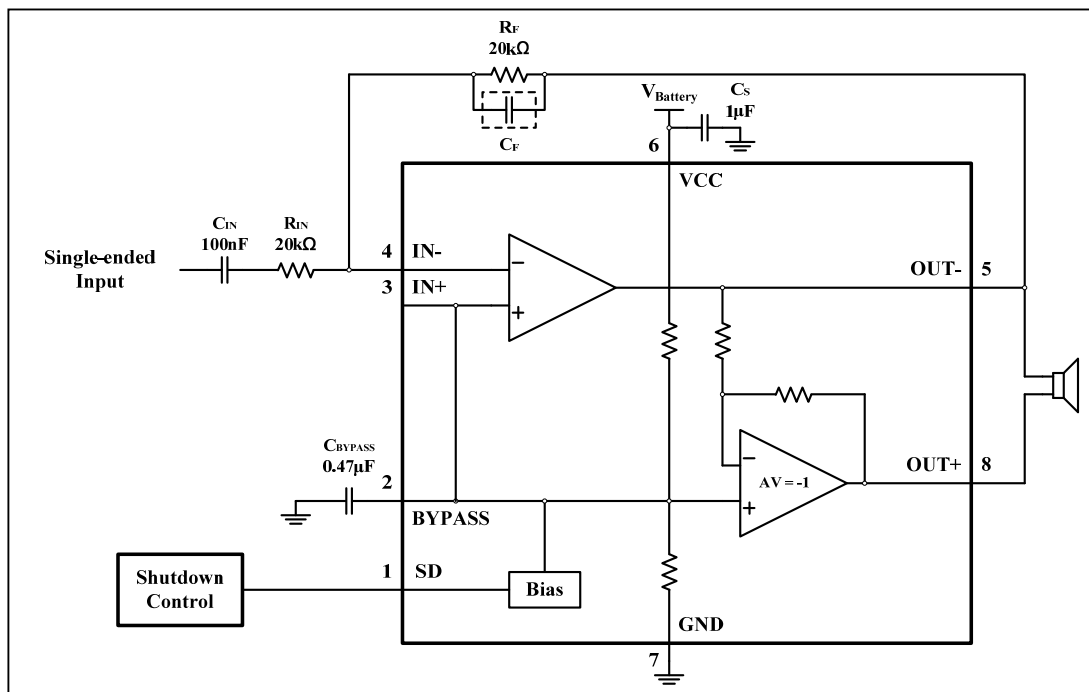 RF
20kΩ
CF
VBattery
CS
1μF
6
VCC
CIN
100nF
RIN
20kΩ
Single-ended
Input
4
IN-
3
IN+
−
+
OUT-
5
CBYPASS
0.47μF
2
BYPASS
−
+
AV = -1
OUT+
8
Shutdown
Control
1
SD
Bias
GND
7